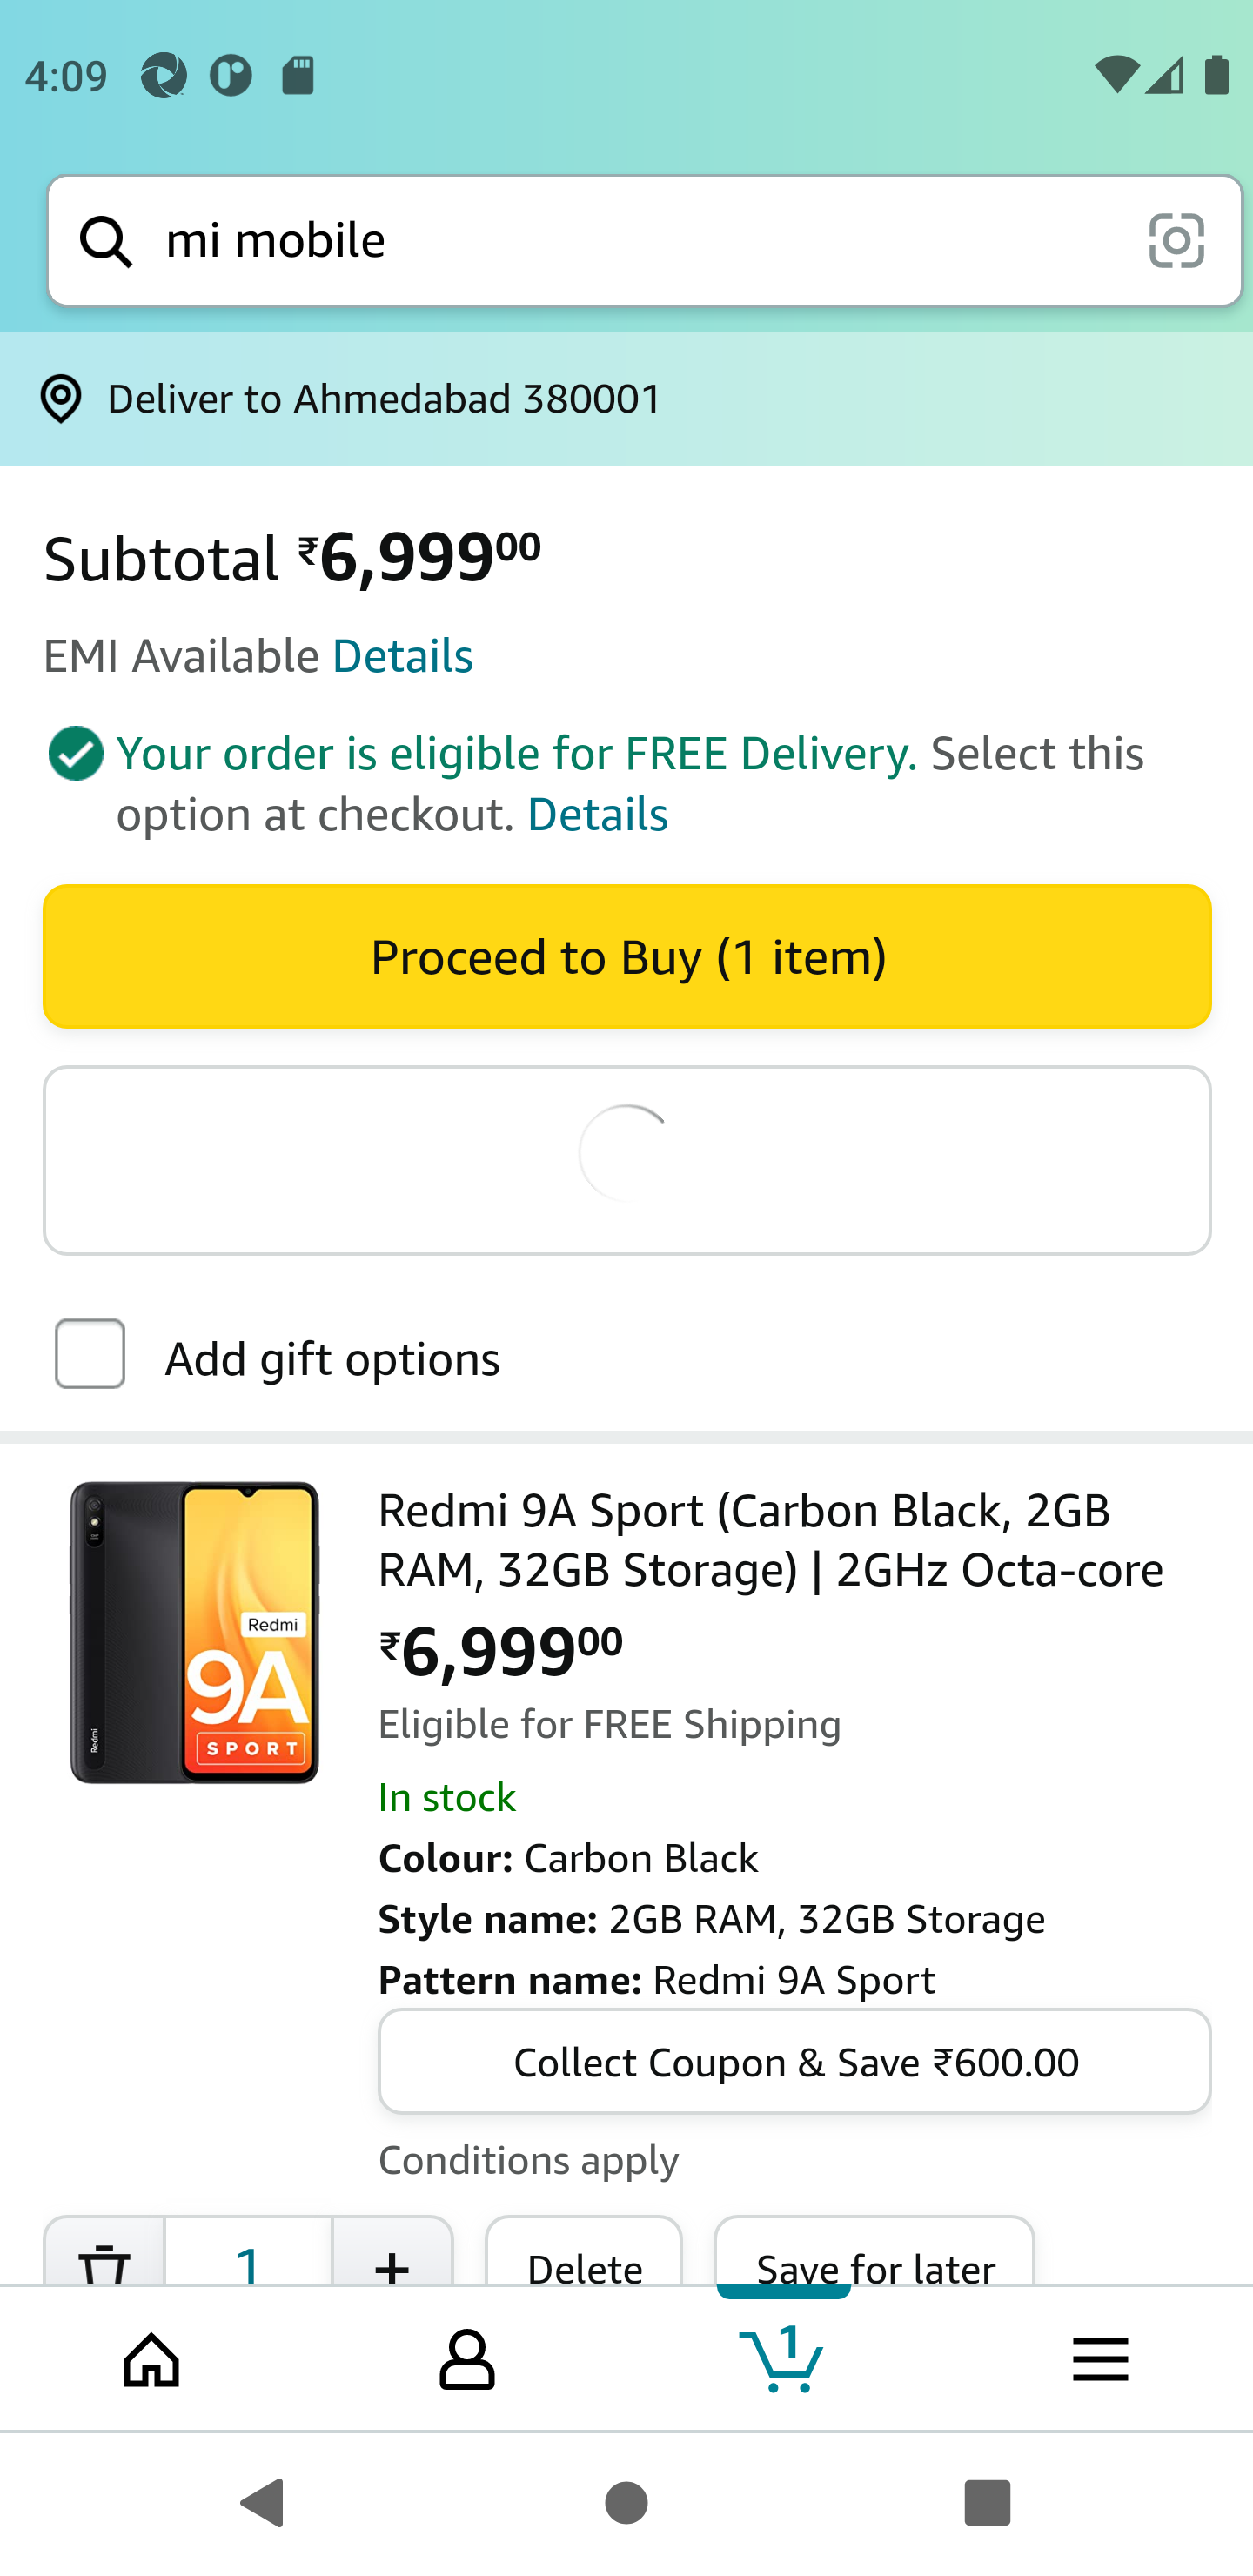 4:09
mi mobile
Deliver to Ahmedabad 380001
Subtotal ₹6,99900
EMI Available Details
Your order is eligible for FREE Delivery. Select this
option at checkout. Details
Proceed to Buy (1 item)
Add gift options
Redmi 9A Sport (Carbon Black, 2GB
RAM, 32GB Storage) | 2GHz Octa-core
₹6,99900
Eligible for FREE Shipping
In stock
Colour: Carbon Black
Style name: 2GB RAM, 32GB Storage
Pattern name: Redmi 9A Sport
Redmi
9A
SPORT
Redmi
Collect Coupon & Save ₹600.00
Conditions apply
1 + Delete Save for later
1